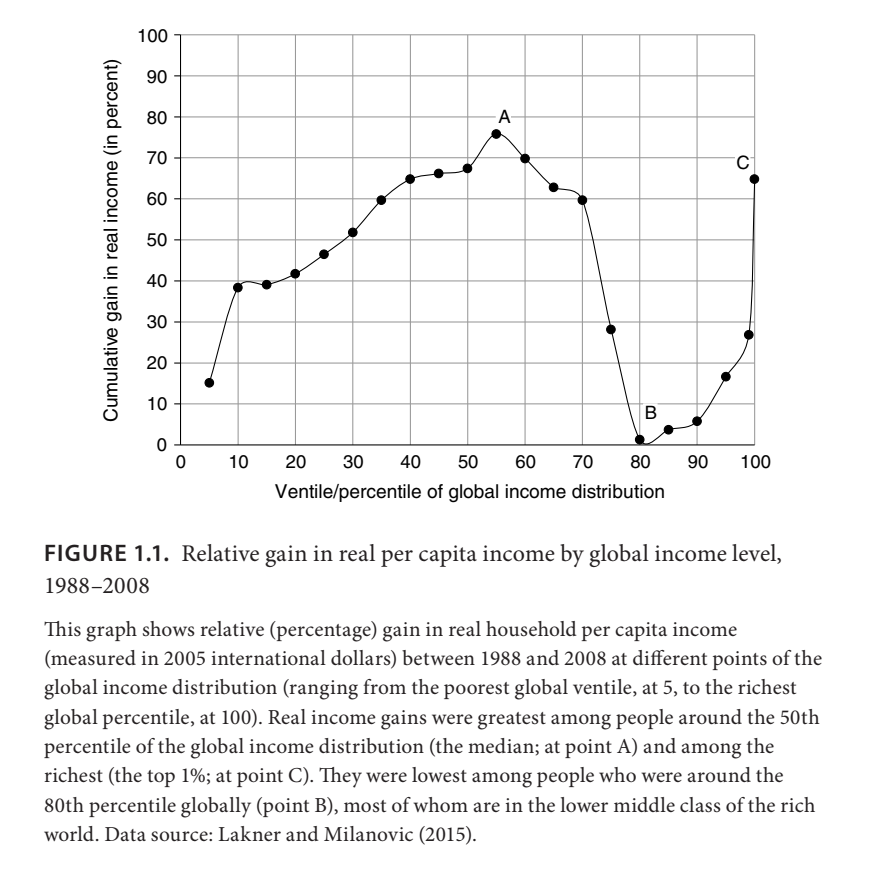 100
90
80
70
60
50
40
30
20
10
0
Cumulative gain in real income (in percent)
A
B
C
0 10 20 30 40 50 60 70 80 90 100
Ventile/percentile of global income distribution
FIGURE 1.1. Relative gain in real per capita income by global income level,
1988–2008
This graph shows relative (percentage) gain in real household per capita income
(measured in 2005 international dollars) between 1988 and 2008 at different points of the
global income distribution (ranging from the poorest global ventile, at 5, to the richest
global percentile, at 100). Real income gains were greatest among people around the 50th
percentile of the global income distribution (the median; at point A) and among the
richest (the top 1%; at point C). They were lowest among people who were around the
80th percentile globally (point B), most of whom are in the lower middle class of the rich
world. Data source: Lakner and Milanovic (2015).